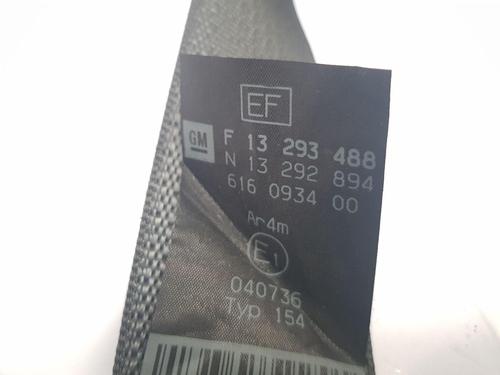 EF
GM F 13 293 488
N 13 292 894
616 0934 00
Ar4m
E1
040736
Typ 154